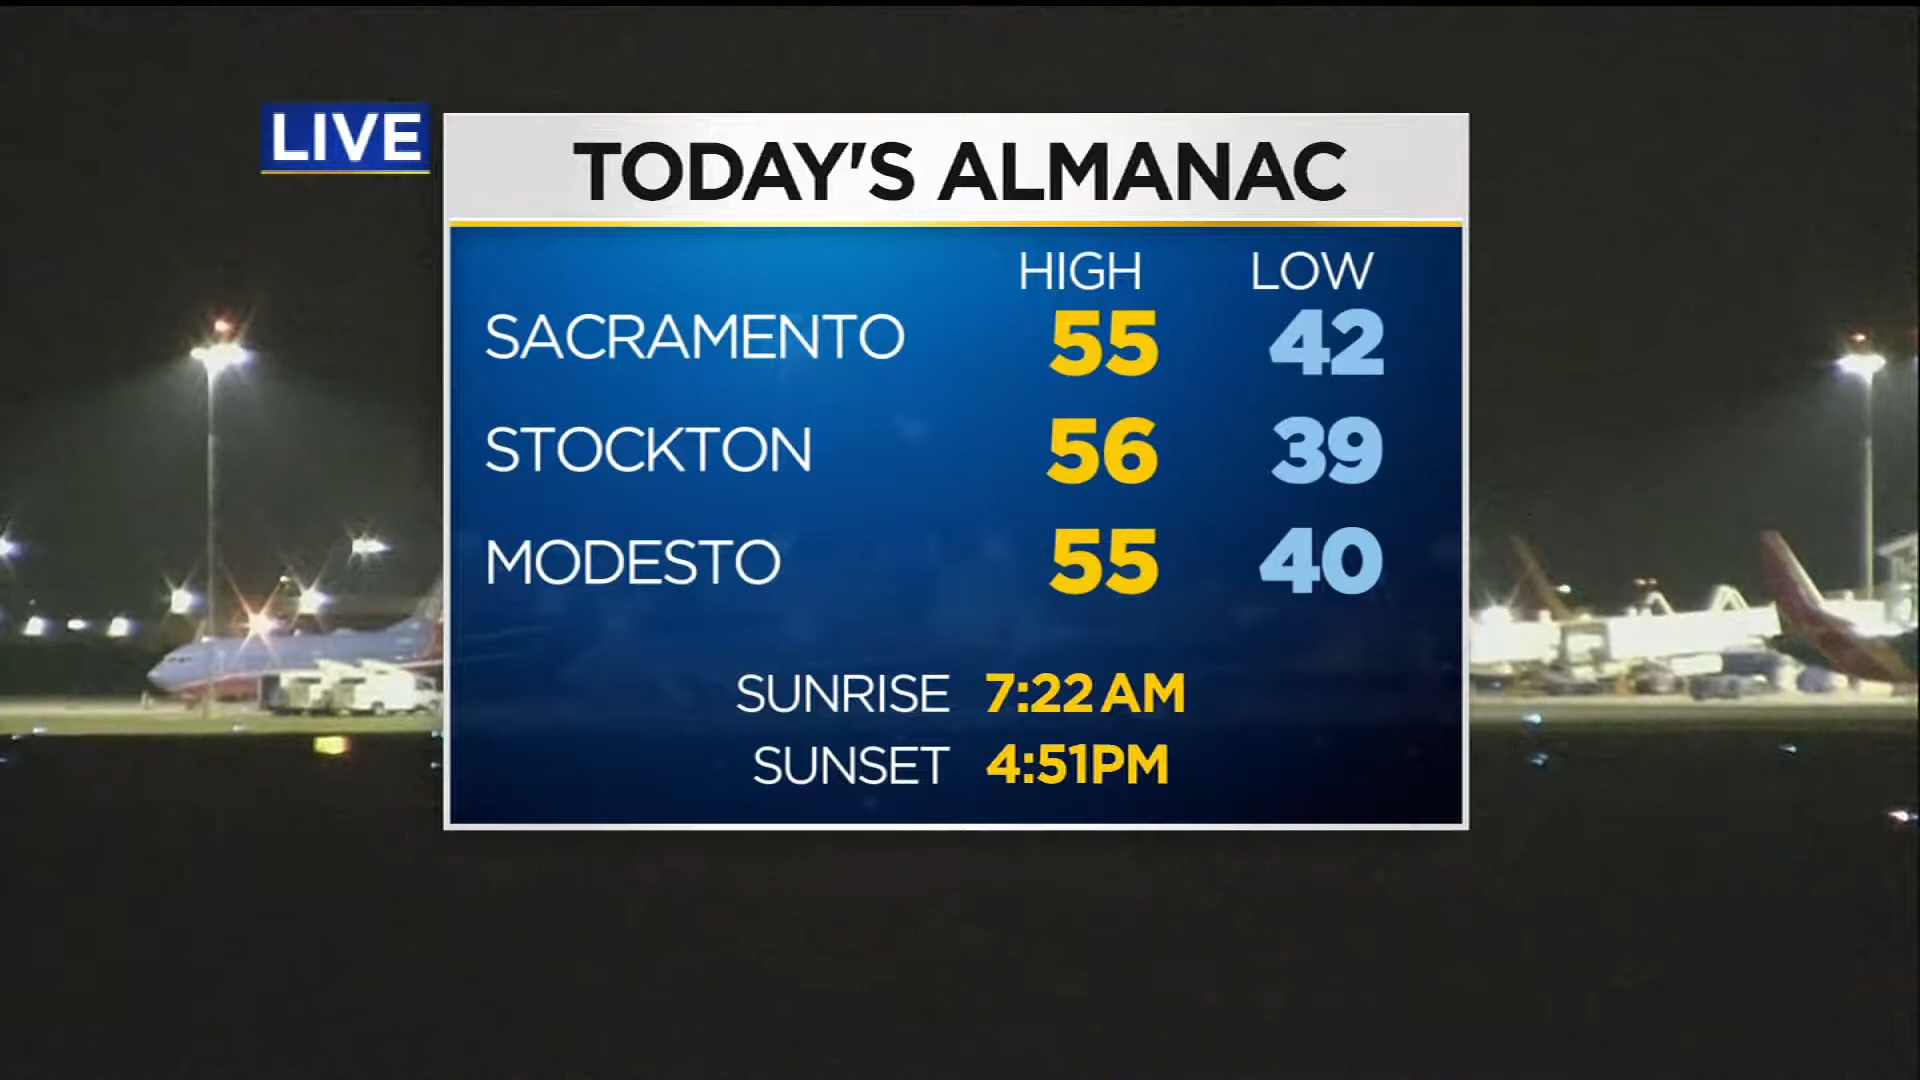 LIVE
TODAY'S ALMANAC
HIGH LOW
SACRAMENTO 55 42
STOCKTON 56 39
MODESTO 55 40
SUNRISE 7:22 AM
SUNSET 4:51PM